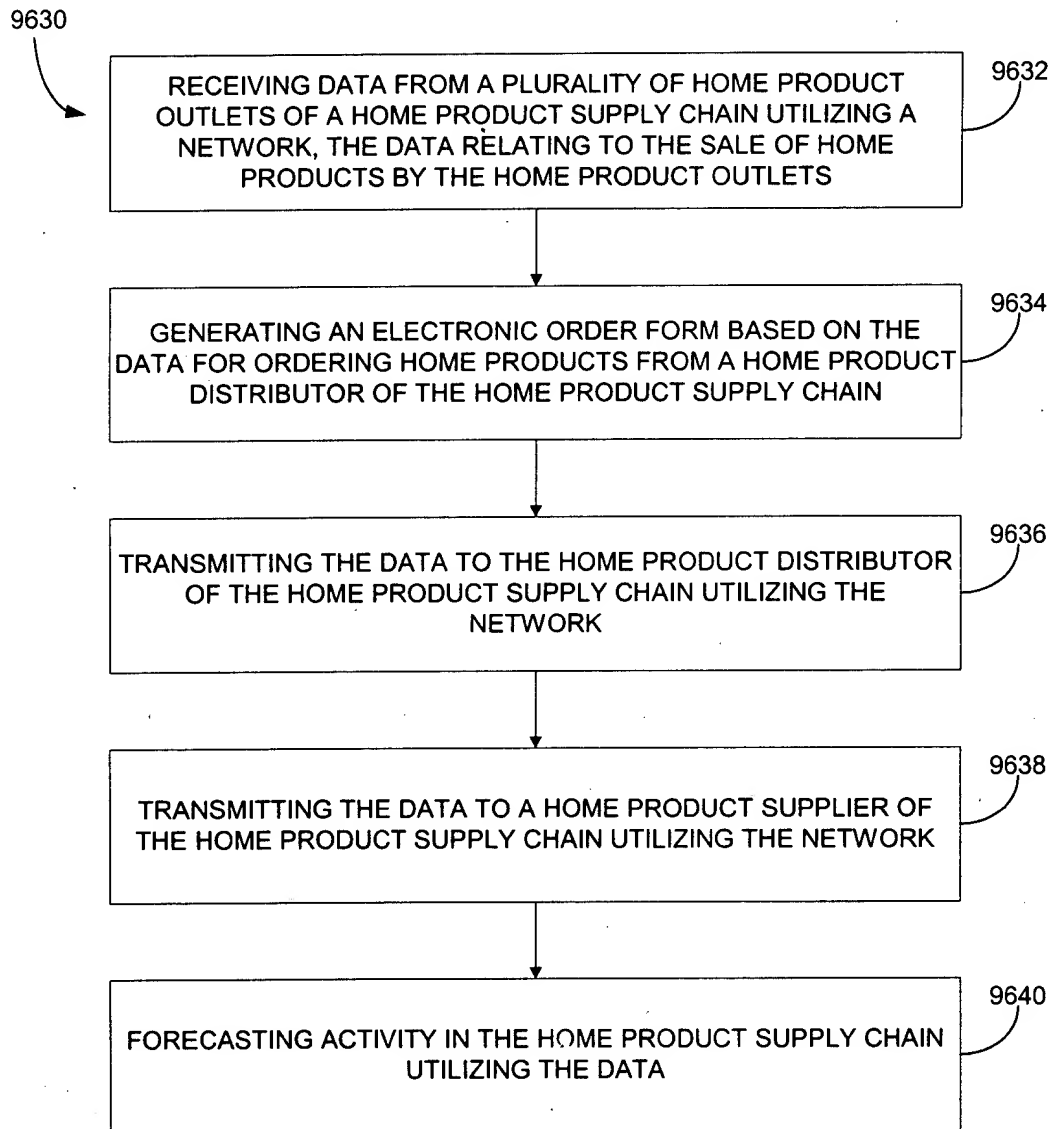 9630
RECEIVING DATA FROM A PLURALITY OF HOME PRODUCT
OUTLETS OF A HOME PRODUCT SUPPLY CHAIN UTILIZING A
NETWORK, THE DATA RELATING TO THE SALE OF HOME
PRODUCTS BY THE HOME PRODUCT OUTLETS
9632
GENERATING AN ELECTRONIC ORDER FORM BASED ON THE
DATA FOR ORDERING HOME PRODUCTS FROM A HOME PRODUCT
DISTRIBUTOR OF THE HOME PRODUCT SUPPLY CHAIN
9634
TRANSMITTING THE DATA TO THE HOME PRODUCT DISTRIBUTOR
OF THE HOME PRODUCT SUPPLY CHAIN UTILIZING THE
NETWORK
9636
TRANSMITTING THE DATA TO A HOME PRODUCT SUPPLIER OF
THE HOME PRODUCT SUPPLY CHAIN UTILIZING THE NETWORK
9638
FORECASTING ACTIVITY IN THE HOME PRODUCT SUPPLY CHAIN
UTILIZING THE DATA
9640